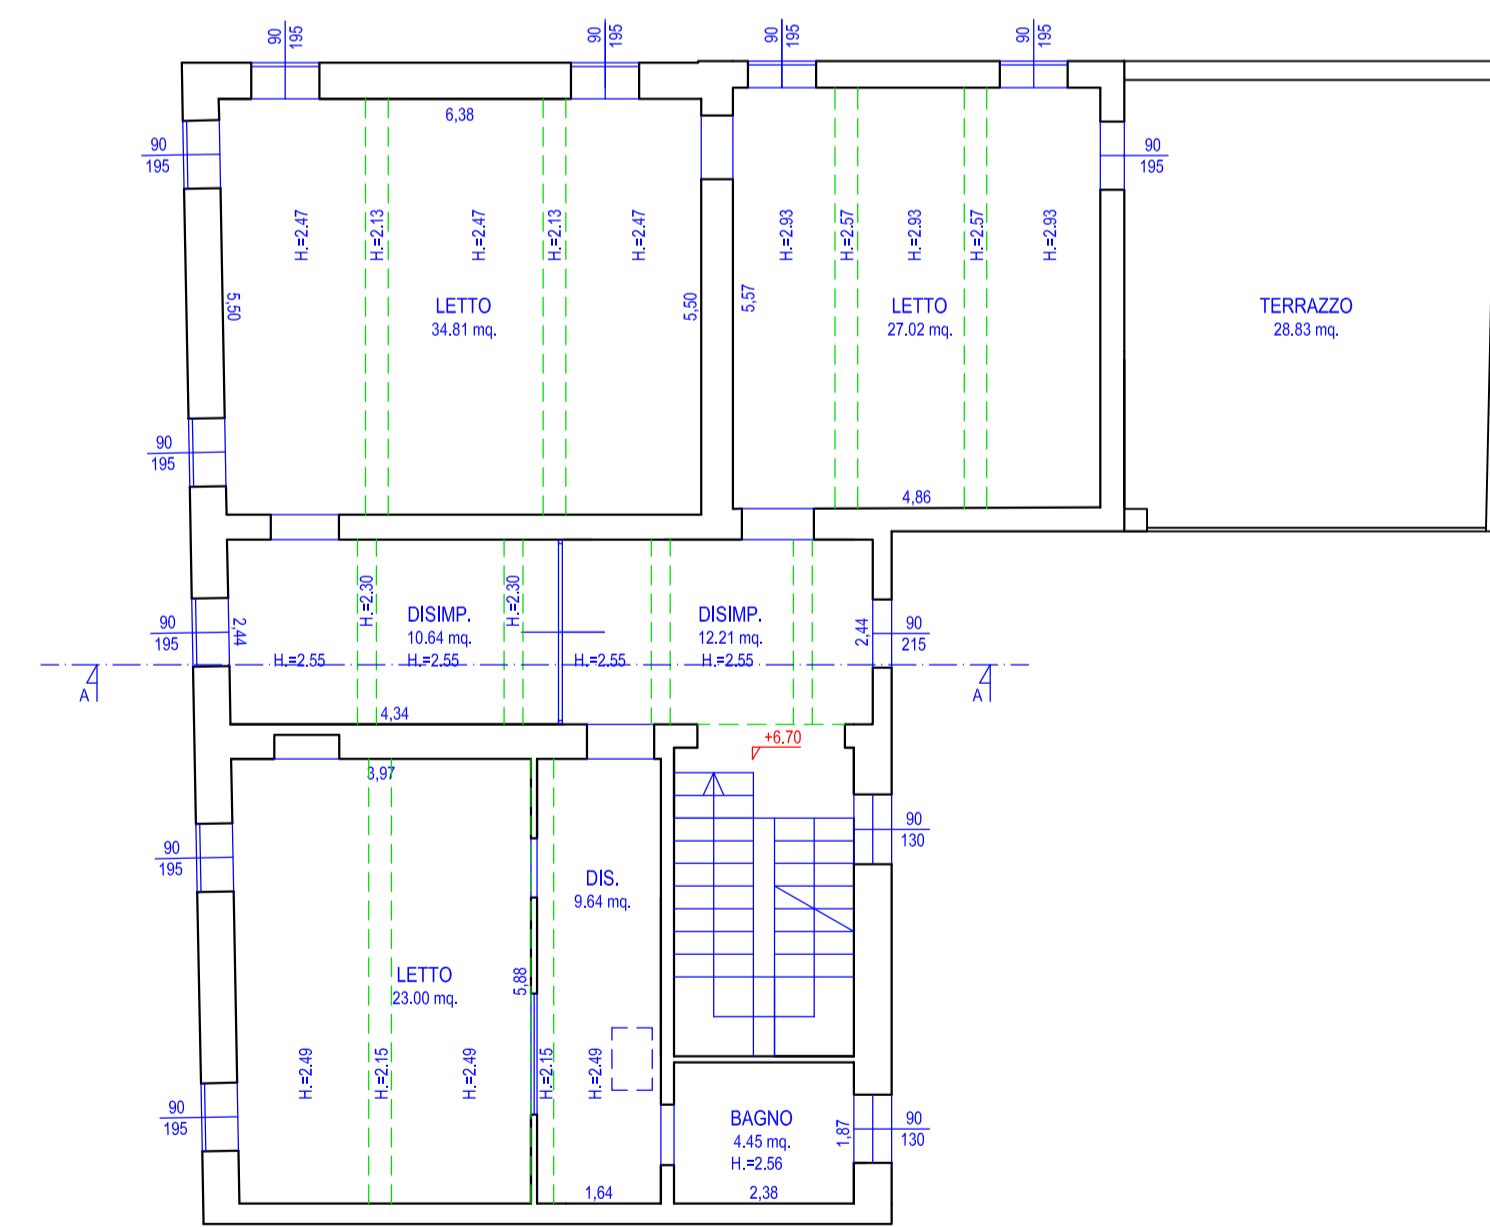 90
195
90
195
90
195
90
195
6,38
90
195
90
195
H.=2.47
H.=2.13
H.=2.47
H.=2.13
H.=2.47
H.=2.93
H.=2.57
H.=2.93
H.=2.57
H.=2.93
5,50
LETTO
34.81 mq.
5,50
5,57
LETTO
27.02 mq.
TERRAZZO
28.83 mq.
90
195
4,86
H.=2.30
H.=2.30
DISIMP.
10.64 mq.
H.=2.55
H.=2.55
DISIMP.
12.21 mq.
H.=2.55
H.=2.55
90
195
2,44
2,44
90
215
A
A
4,34
+6.70
3,97
90
195
90
130
DIS.
9.64 mq.
LETTO
23.00 mq.
5,88
H.=2.49
H.=2.15
H.=2.49
H.=2.15
H.=2.49
90
195
BAGNO
4.45 mq.
H.=2.56
1,87
90
130
1,64
2,38